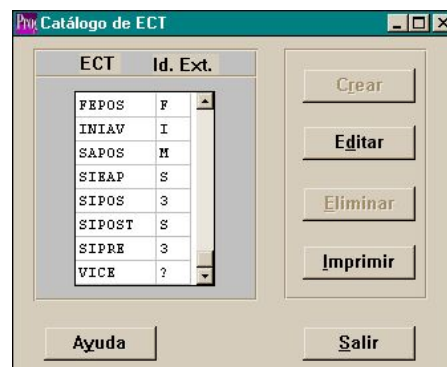 Pro Catálogo de ECT
ECT Id. Ext.
FEPOS F
INIAV I
SAPOS M
SIEAP S
SIPOS 3
SIPOST S
SIPRE 3
VICE ?
Crear
Editar
Eliminar
Imprimir
Ayuda
Salir